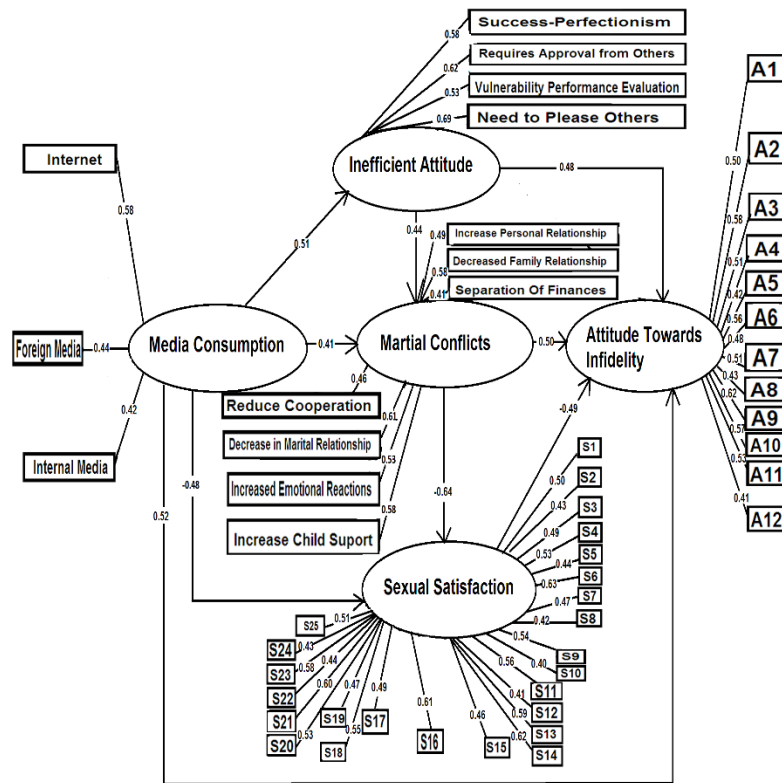 Success-Perfectionism
0.58
Requires Approval from Others
0.62
Vulnerability Performance Evaluation
0.53
Need to Please Others
0.69
A1
A2
A3
A4
A5
A6
A7
A8
A9
A10
A11
A12
0.50
0.58
0.51
0.42
0.56
0.48
0.51
0.43
0.62
0.57
0.53
0.41
Internet
0.58
Inefficient Attitude
0.48
0.51
0.44
0.49
Increase Personal Relationship
0.58
Decreased Family Relationship
0.41
Separation Of Finances
Foreign Media
0.44
Media Consumption
0.41
Martial Conflicts
0.50
Attitude Towards
Infidelity
0.42
Internal Media
0.46
Reduce Cooperation
0.61
Decrease in Marital Relationship
0.53
Increased Emotional Reactions
0.58
Increase Child Suport
-0.48
0.52
-0.64
-0.49
Sexual Satisfaction
S1
0.50
S2
0.43
S3
0.49
S4
0.53
S5
0.44
S6
0.63
S7
0.47
S8
0.42
S9
0.54
S10
0.40
S11
0.56
S12
0.41
S13
0.59
S14
0.62
S15
0.46
S16
0.61
S17
0.49
S18
0.55
S19
0.47
S20
0.53
S21
0.60
S22
0.44
S23
0.58
S24
0.43
S25
0.51